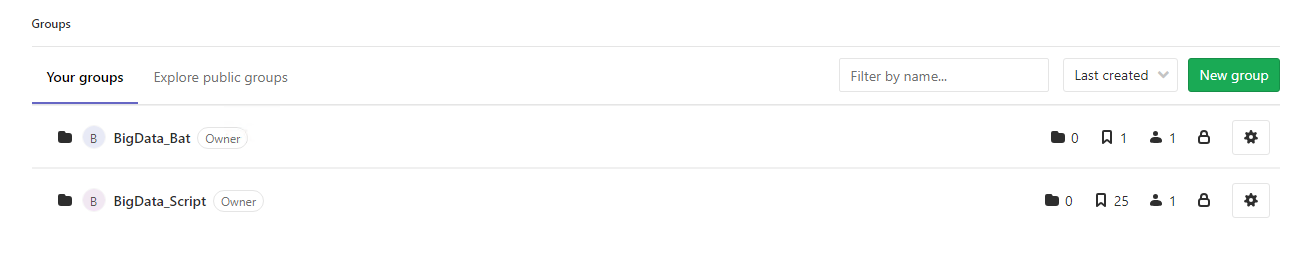 Groups
Your groups Explore public groups Filter by name... Last created New group
B BigData_Bat Owner 0 1 1
B BigData_Script Owner 0 25 1